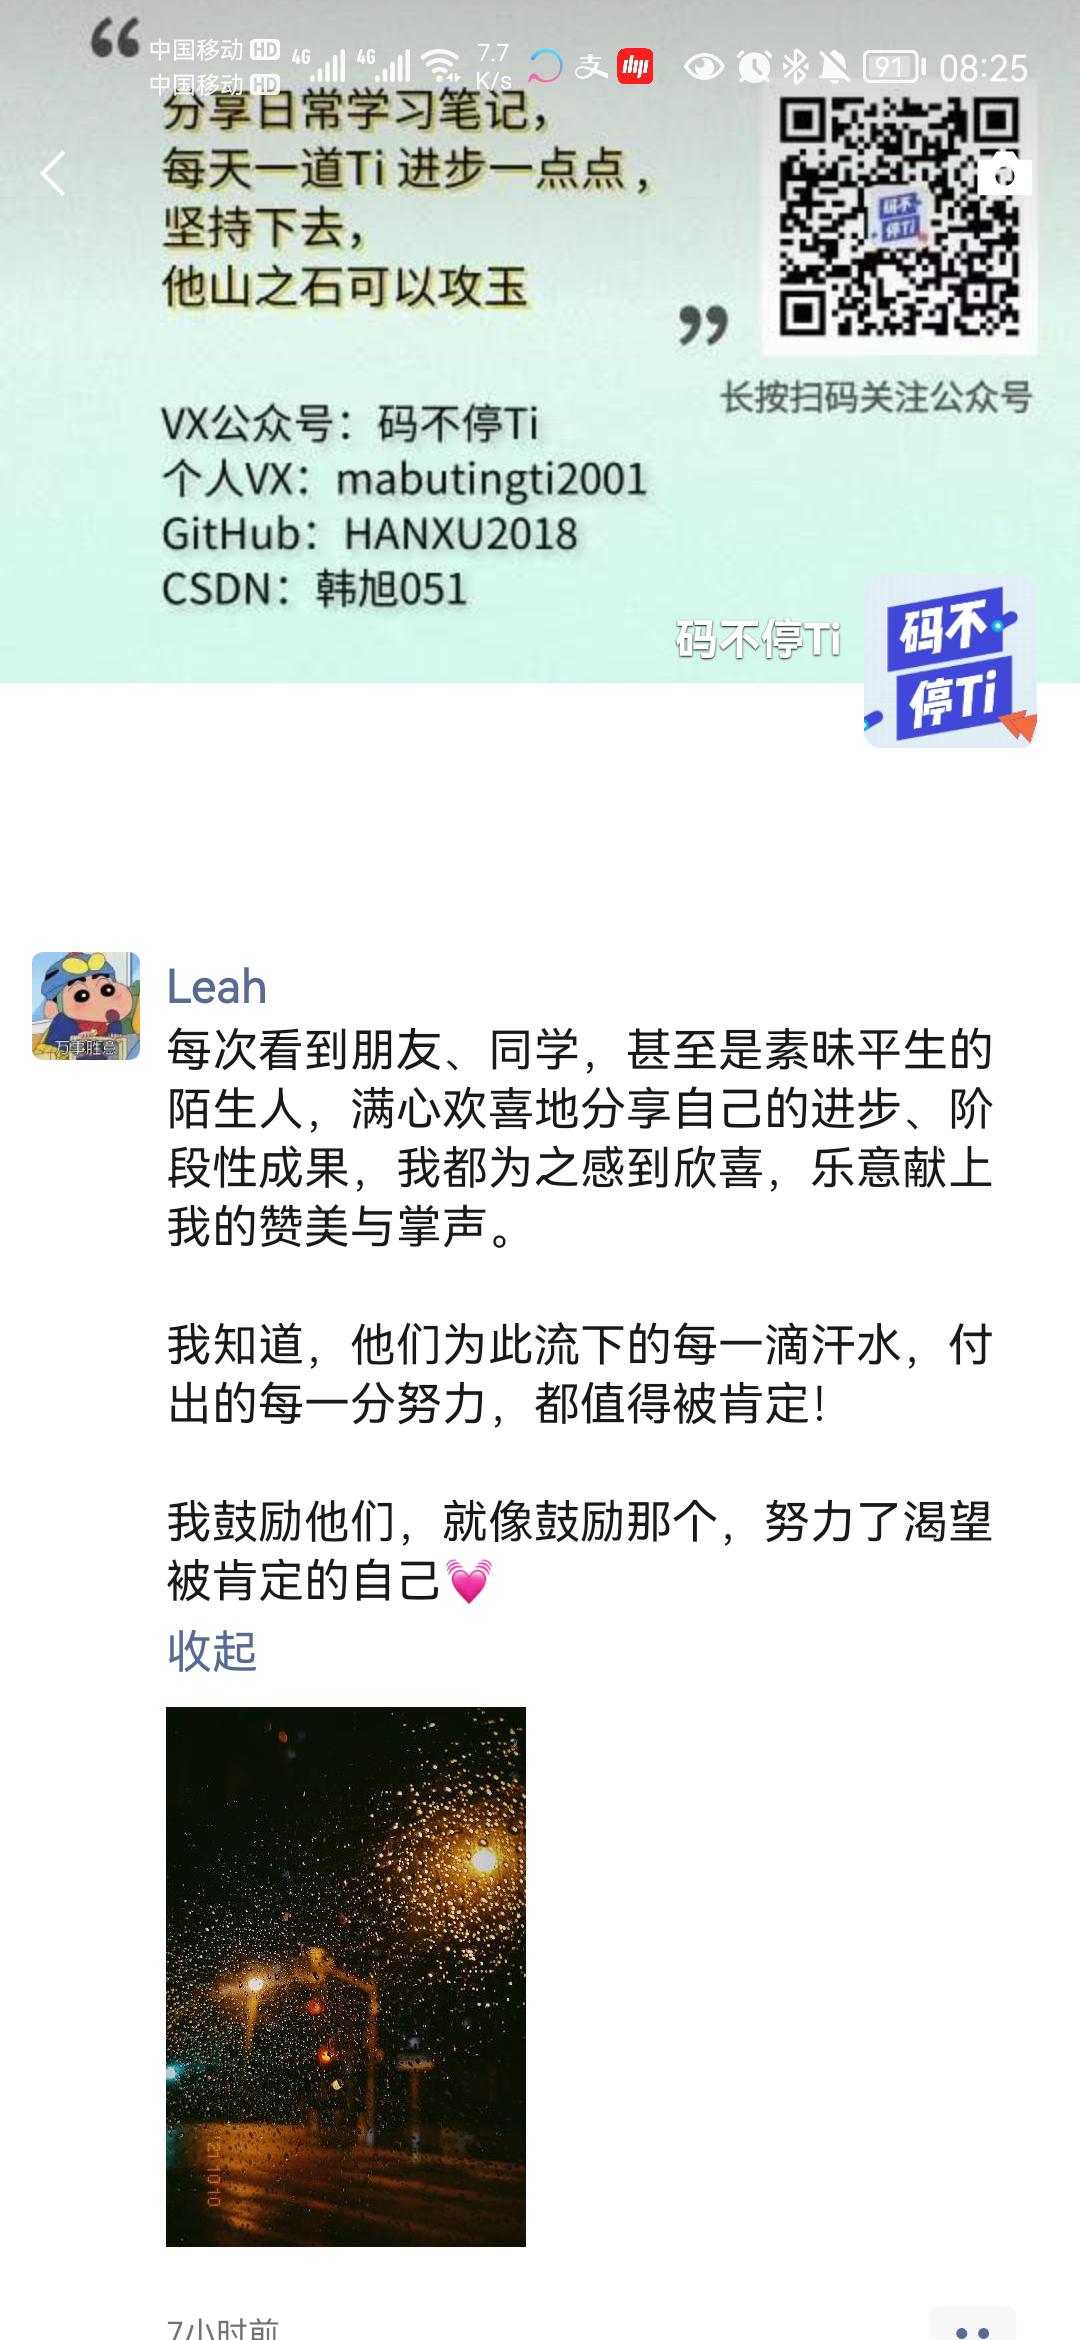 中国移动 HD 4G 4G 7.7 K/s 支 91 08:25
中国移动 HD
分享日常学习笔记，
每天一道Ti 进步一点点，
坚持下去，
他山之石可以攻玉
码不
停Ti
长按扫码关注公众号
VX公众号：码不停Ti
个人VX：mabutingti2001
GitHub：HANXU2018
CSDN：韩旭051
码不停Ti
码不
停Ti
Leah
万事胜意
每次看到朋友、同学，甚至是素昧平生的
陌生人，满心欢喜地分享自己的进步、阶
段性成果，我都为之感到欣喜，乐意献上
我的赞美与掌声。
我知道，他们为此流下的每一滴汗水，付
出的每一分努力，都值得被肯定！
我鼓励他们，就像鼓励那个，努力了渴望
被肯定的自己💓
收起
7小时前